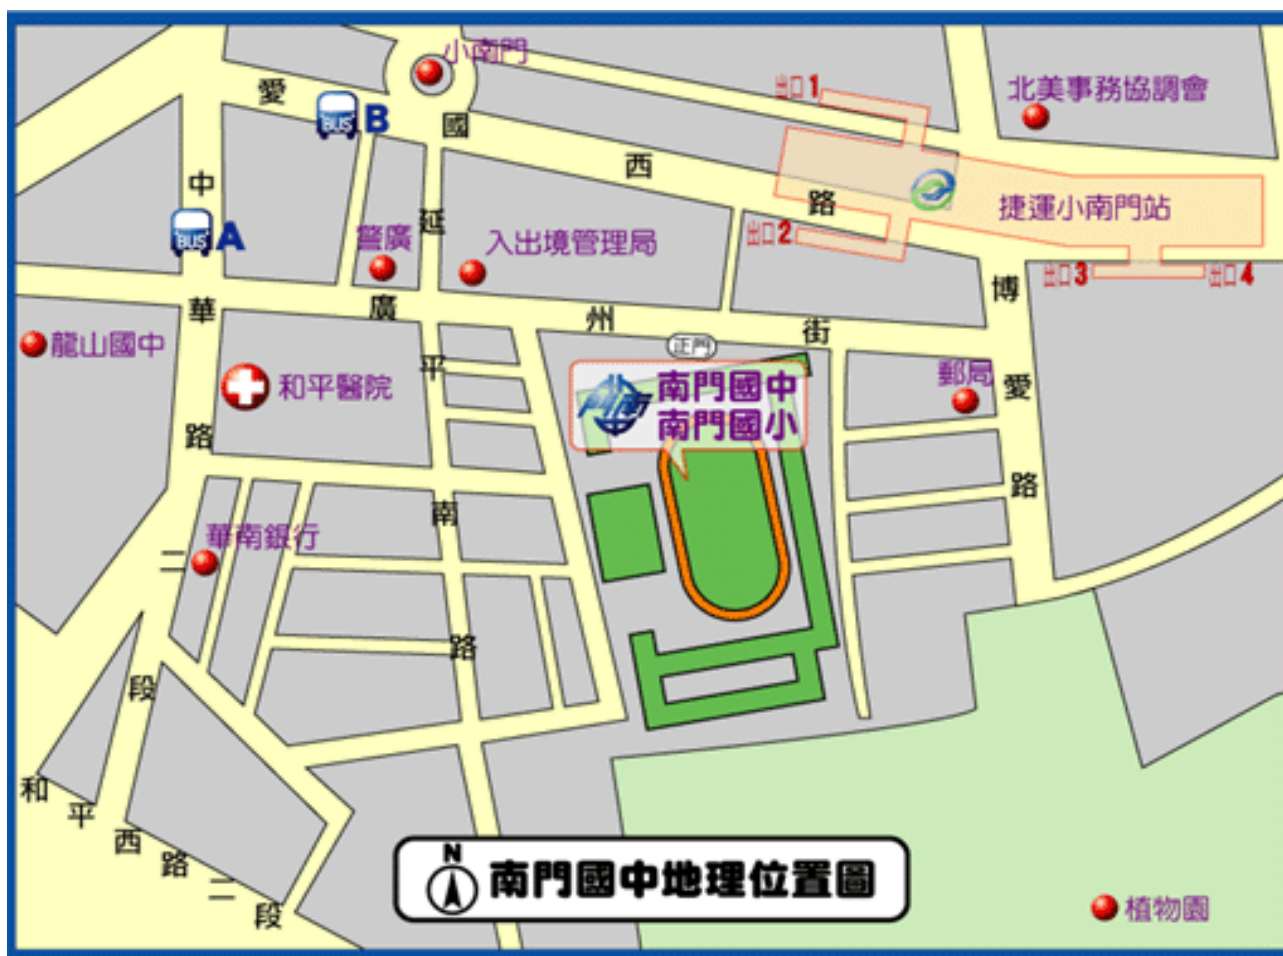 小南門
北美事務協調會
出口1
愛國西路
BUS B
捷運小南門站
中華路二段
BUS A
出口2
警廣
入出境管理局
延平南路
出口3
出口4
廣州街
博愛路
正門
龍山國中
和平醫院
南門國中
南門國小
郵局
華南銀行
和平西路二段
N
南門國中地理位置圖
植物園